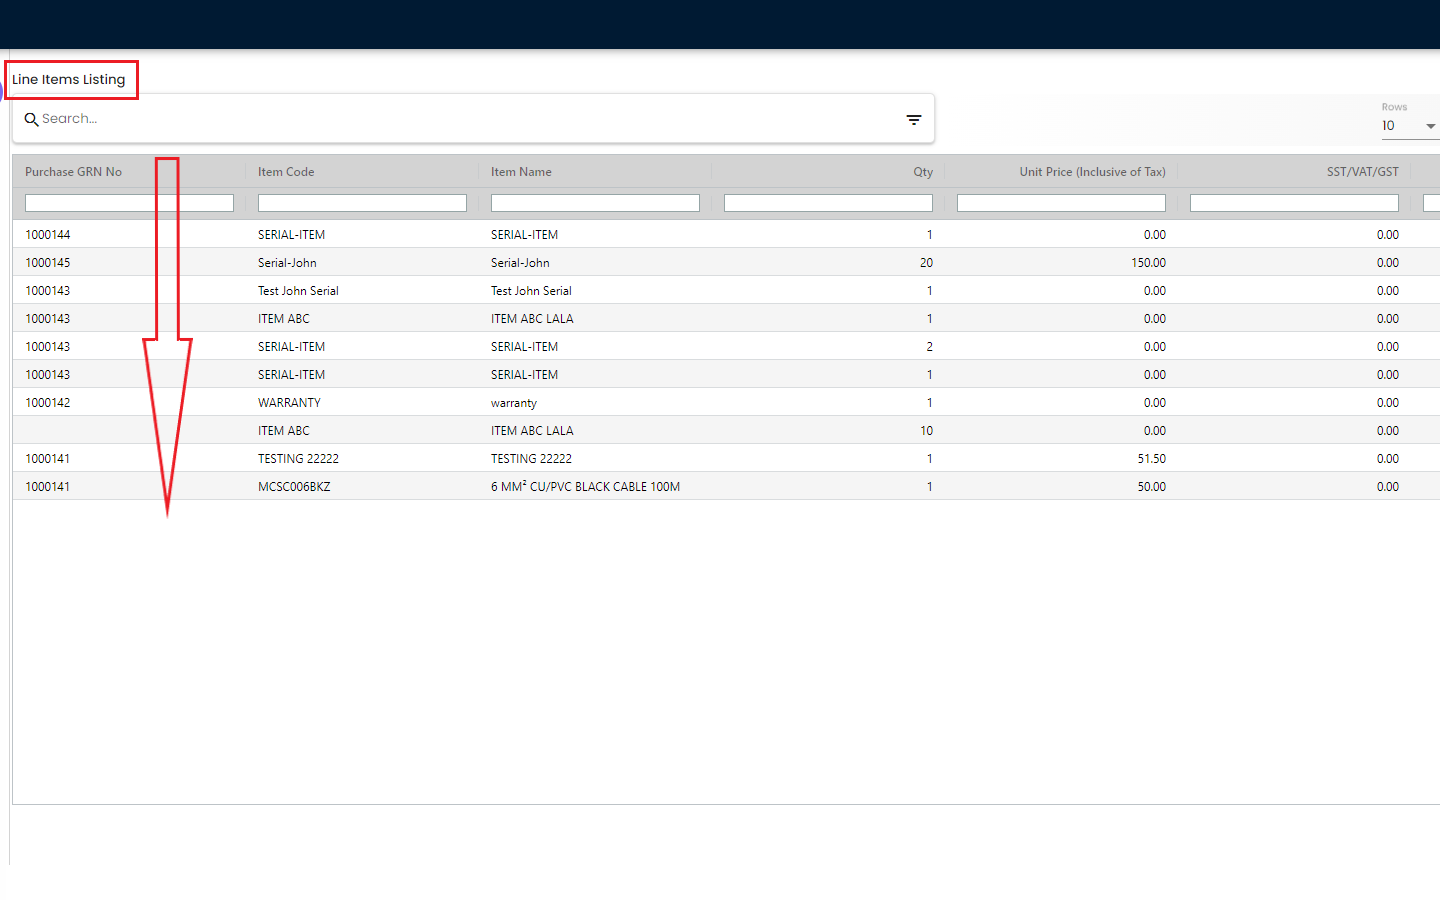 Line Items Listing
Search...
Rows
10
Purchase GRN No Item Code Item Name Qty Unit Price (Inclusive of Tax) SST/VAT/GST
1000144 SERIAL-ITEM SERIAL-ITEM 1 0.00 0.00
1000145 Serial-John Serial-John 20 150.00 0.00
1000143 Test John Serial Test John Serial 1 0.00 0.00
1000143 ITEM ABC ITEM ABC LALA 1 0.00 0.00
1000143 SERIAL-ITEM SERIAL-ITEM 2 0.00 0.00
1000143 SERIAL-ITEM SERIAL-ITEM 1 0.00 0.00
1000142 WARRANTY warranty 1 0.00 0.00
ITEM ABC ITEM ABC LALA 10 0.00 0.00
1000141 TESTING 22222 TESTING 22222 1 51.50 0.00
1000141 MCSC006BKZ 6 MM² CU/PVC BLACK CABLE 100M 1 50.00 0.00